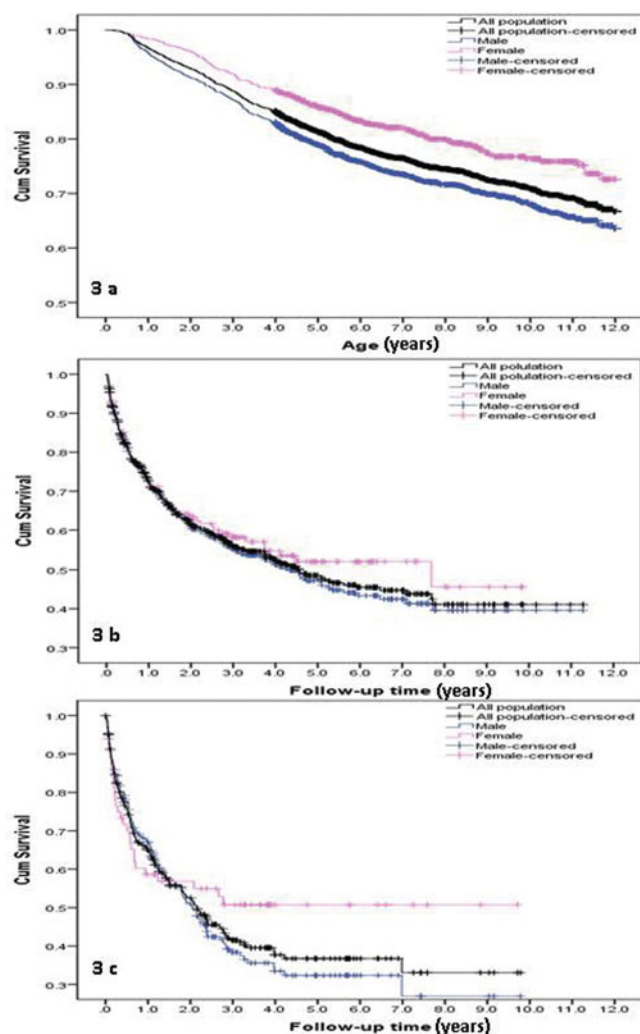 1.0
0.9
0.8
0.7
0.6
0.5
Cum Survival
All population
All population-censored
Male
Female
Male-censored
Female-censored
3 a
.0 1.0 2.0 3.0 4.0 5.0 6.0 7.0 8.0 9.0 10.0 11.0 12.0
Age (years)
1.0
0.9
0.8
0.7
0.6
0.5
0.4
0.3
Cum Survival
All polulation
All polulation-censored
Male
Female
Male-censored
Female-censored
3 b
.0 1.0 2.0 3.0 4.0 5.0 6.0 7.0 8.0 9.0 10.0 11.0 12.0
Follow-up time (years)
1.0
0.9
0.8
0.7
0.6
0.5
0.4
0.3
Cum Survival
All population
All population-censored
Male
Female
Male-censored
Female-censored
3 c
.0 1.0 2.0 3.0 4.0 5.0 6.0 7.0 8.0 9.0 10.0 11.0 12.0
Follow-up time (years)